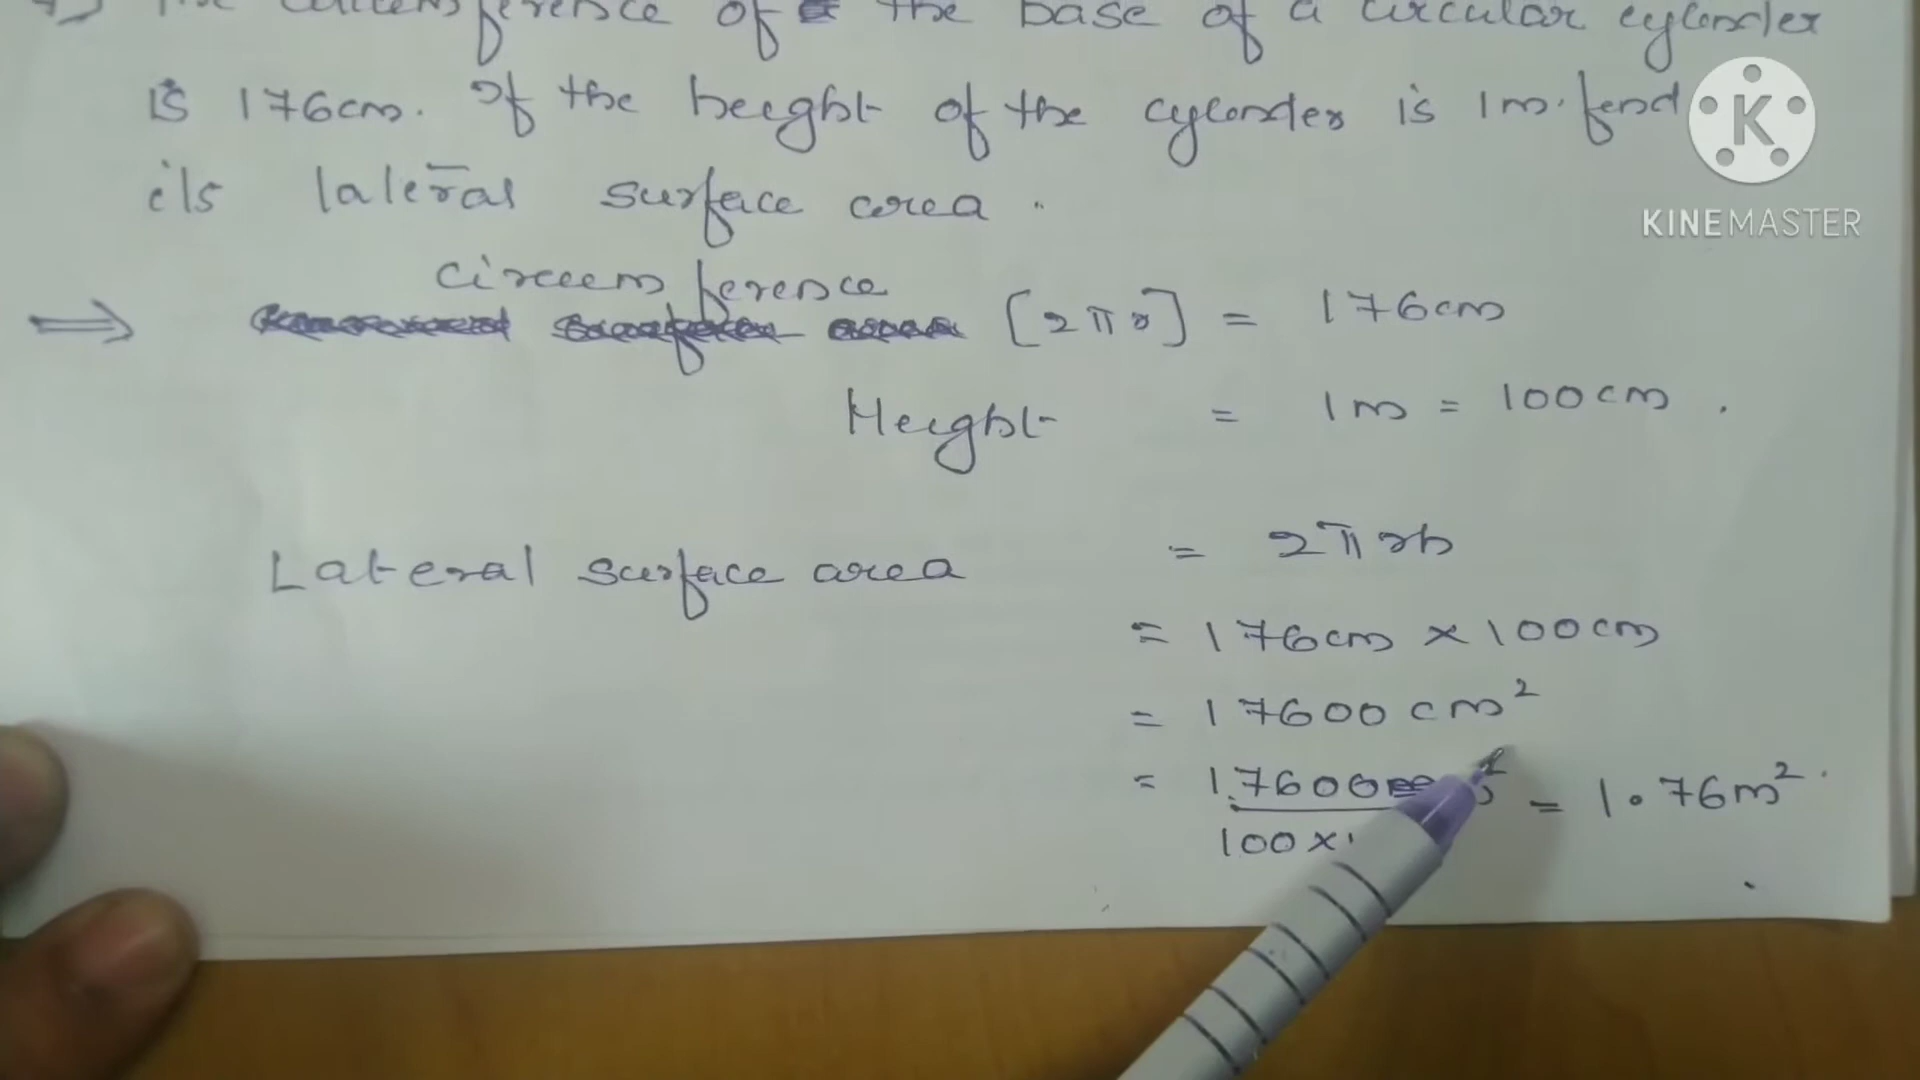 The circumference of the base of a circular cylinder
is 176cm. If the height of the cylinder is 1m. find
its lateral surface area.
circumference
[2πr] = 176cm
Height = 1m = 100cm.
Lateral surface area = 2πrh
= 176cm × 100cm
= 17600 cm²
= 1.7600 = 1.76m².
100 ×
K
KINEMASTER